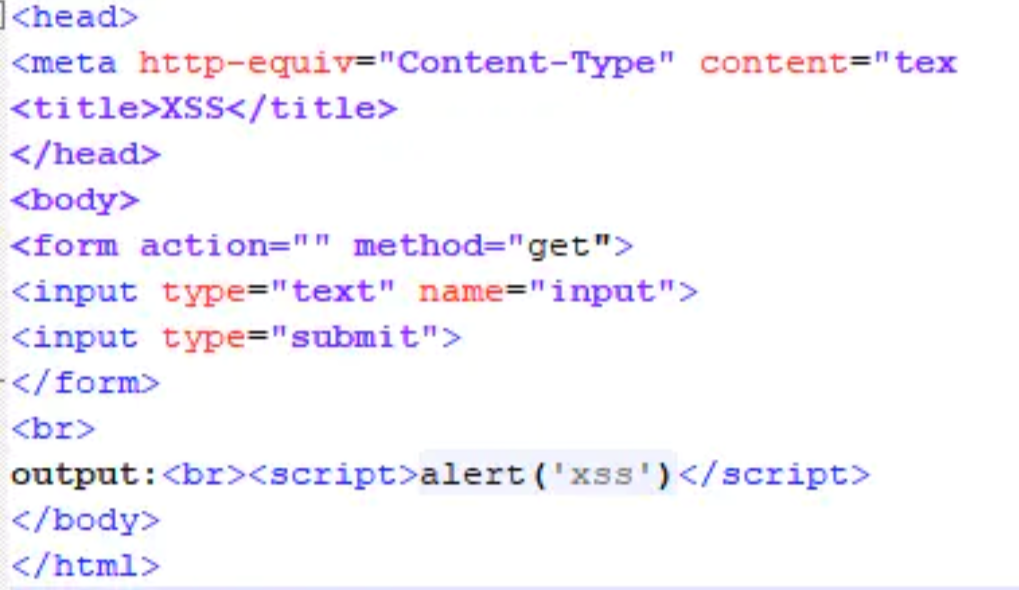 <head>
<meta http-equiv="Content-Type" content="tex
<title>XSS</title>
</head>
<body>
<form action="" method="get">
<input type="text" name="input">
<input type="submit">
</form>
<br>
output:<br><script>alert('xss')</script>
</body>
</html>